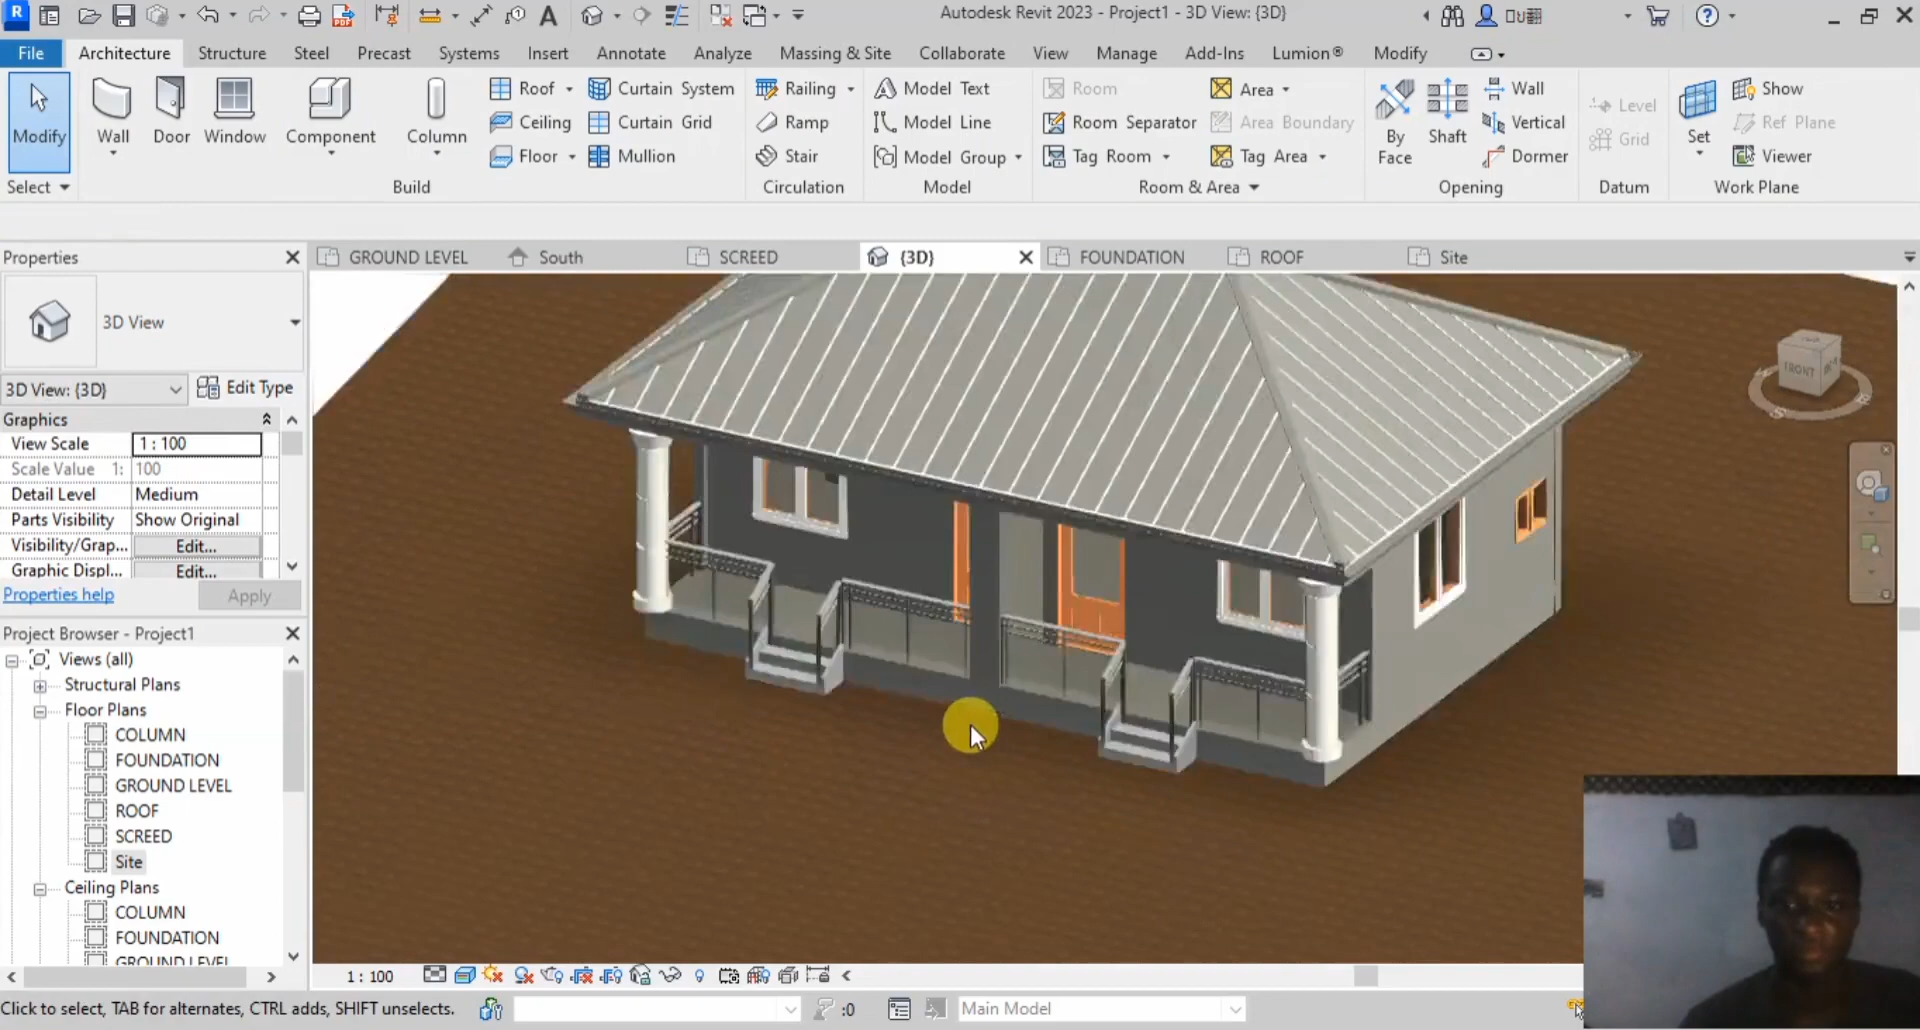 Autodesk Revit 2023 - Project1 - 3D View: {3D}
File Architecture Structure Steel Precast Systems Insert Annotate Analyze Massing & Site Collaborate View Manage Add-Ins Lumion® Modify
Modify
Select
Wall
Door
Window
Component
Column
Roof
Ceiling
Floor
Curtain System
Curtain Grid
Mullion
Build
Railing
Ramp
Stair
Circulation
Model Text
Model Line
Model Group
Model
Room
Room Separator
Tag Room
Area
Area Boundary
Tag Area
Room & Area
By Face
Shaft
Wall
Vertical
Dormer
Opening
Level
Grid
Datum
Set
Show
Ref Plane
Viewer
Work Plane
GROUND LEVEL South SCREED {3D} FOUNDATION ROOF Site
Properties
3D View
3D View: {3D} Edit Type
Graphics
View Scale 1 : 100
Scale Value 1: 100
Detail Level Medium
Parts Visibility Show Original
Visibility/Grap... Edit...
Graphic Displ... Edit...
Properties help Apply
Project Browser - Project1
Views (all)
Structural Plans
Floor Plans
COLUMN
FOUNDATION
GROUND LEVEL
ROOF
SCREED
Site
Ceiling Plans
COLUMN
FOUNDATION
GROUND LEVEL
FRONT
1 : 100
Click to select, TAB for alternates, CTRL adds, SHIFT unselects.
:0
Main Model